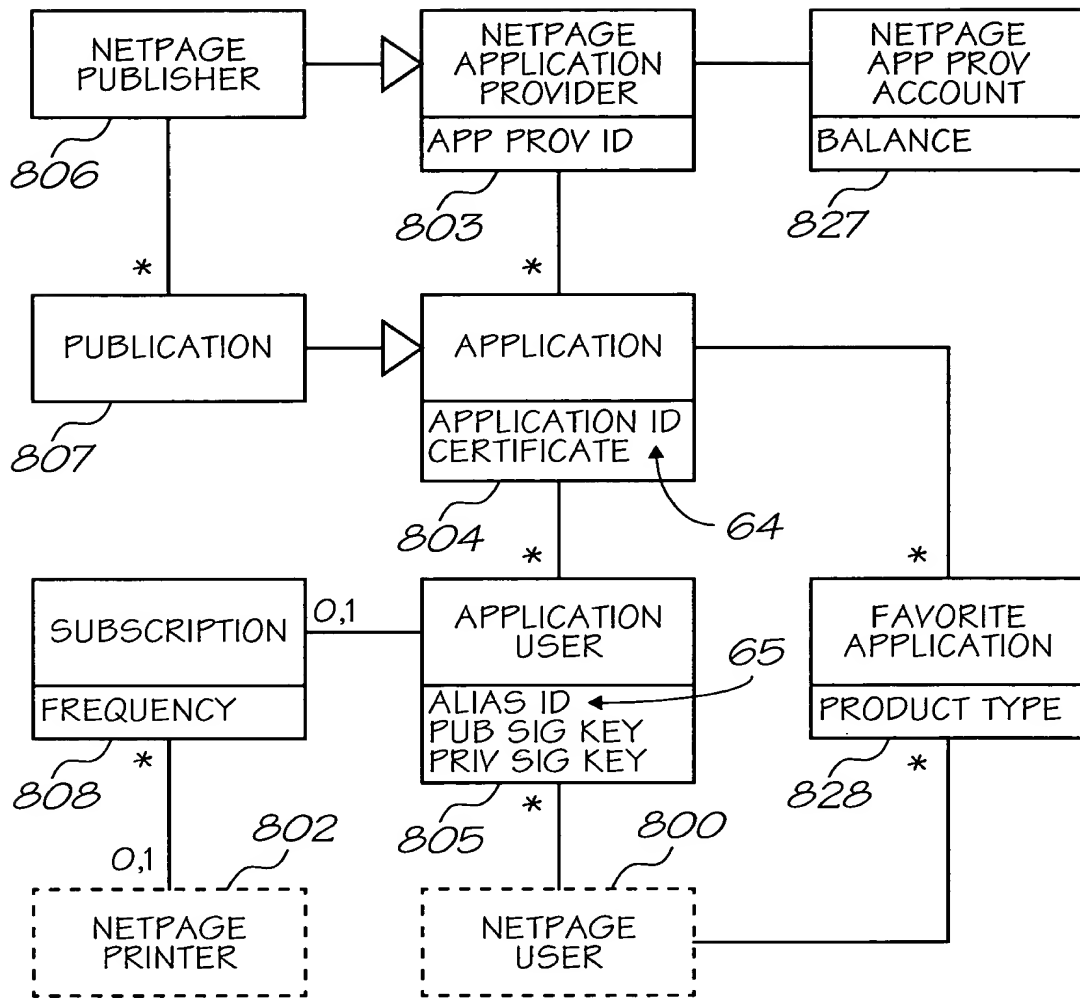 NETPAGE
PUBLISHER
806
NETPAGE
APPLICATION
PROVIDER
APP PROV ID
803
NETPAGE
APP PROV
ACCOUNT
BALANCE
827
*
*
PUBLICATION
807
APPLICATION
APPLICATION ID
CERTIFICATE
64
804
*
*
SUBSCRIPTION
FREQUENCY
808
0,1
APPLICATION
USER
ALIAS ID
PUB SIG KEY
PRIV SIG KEY
65
805
FAVORITE
APPLICATION
PRODUCT TYPE
828
*
*
*
0,1
802
NETPAGE
PRINTER
800
NETPAGE
USER